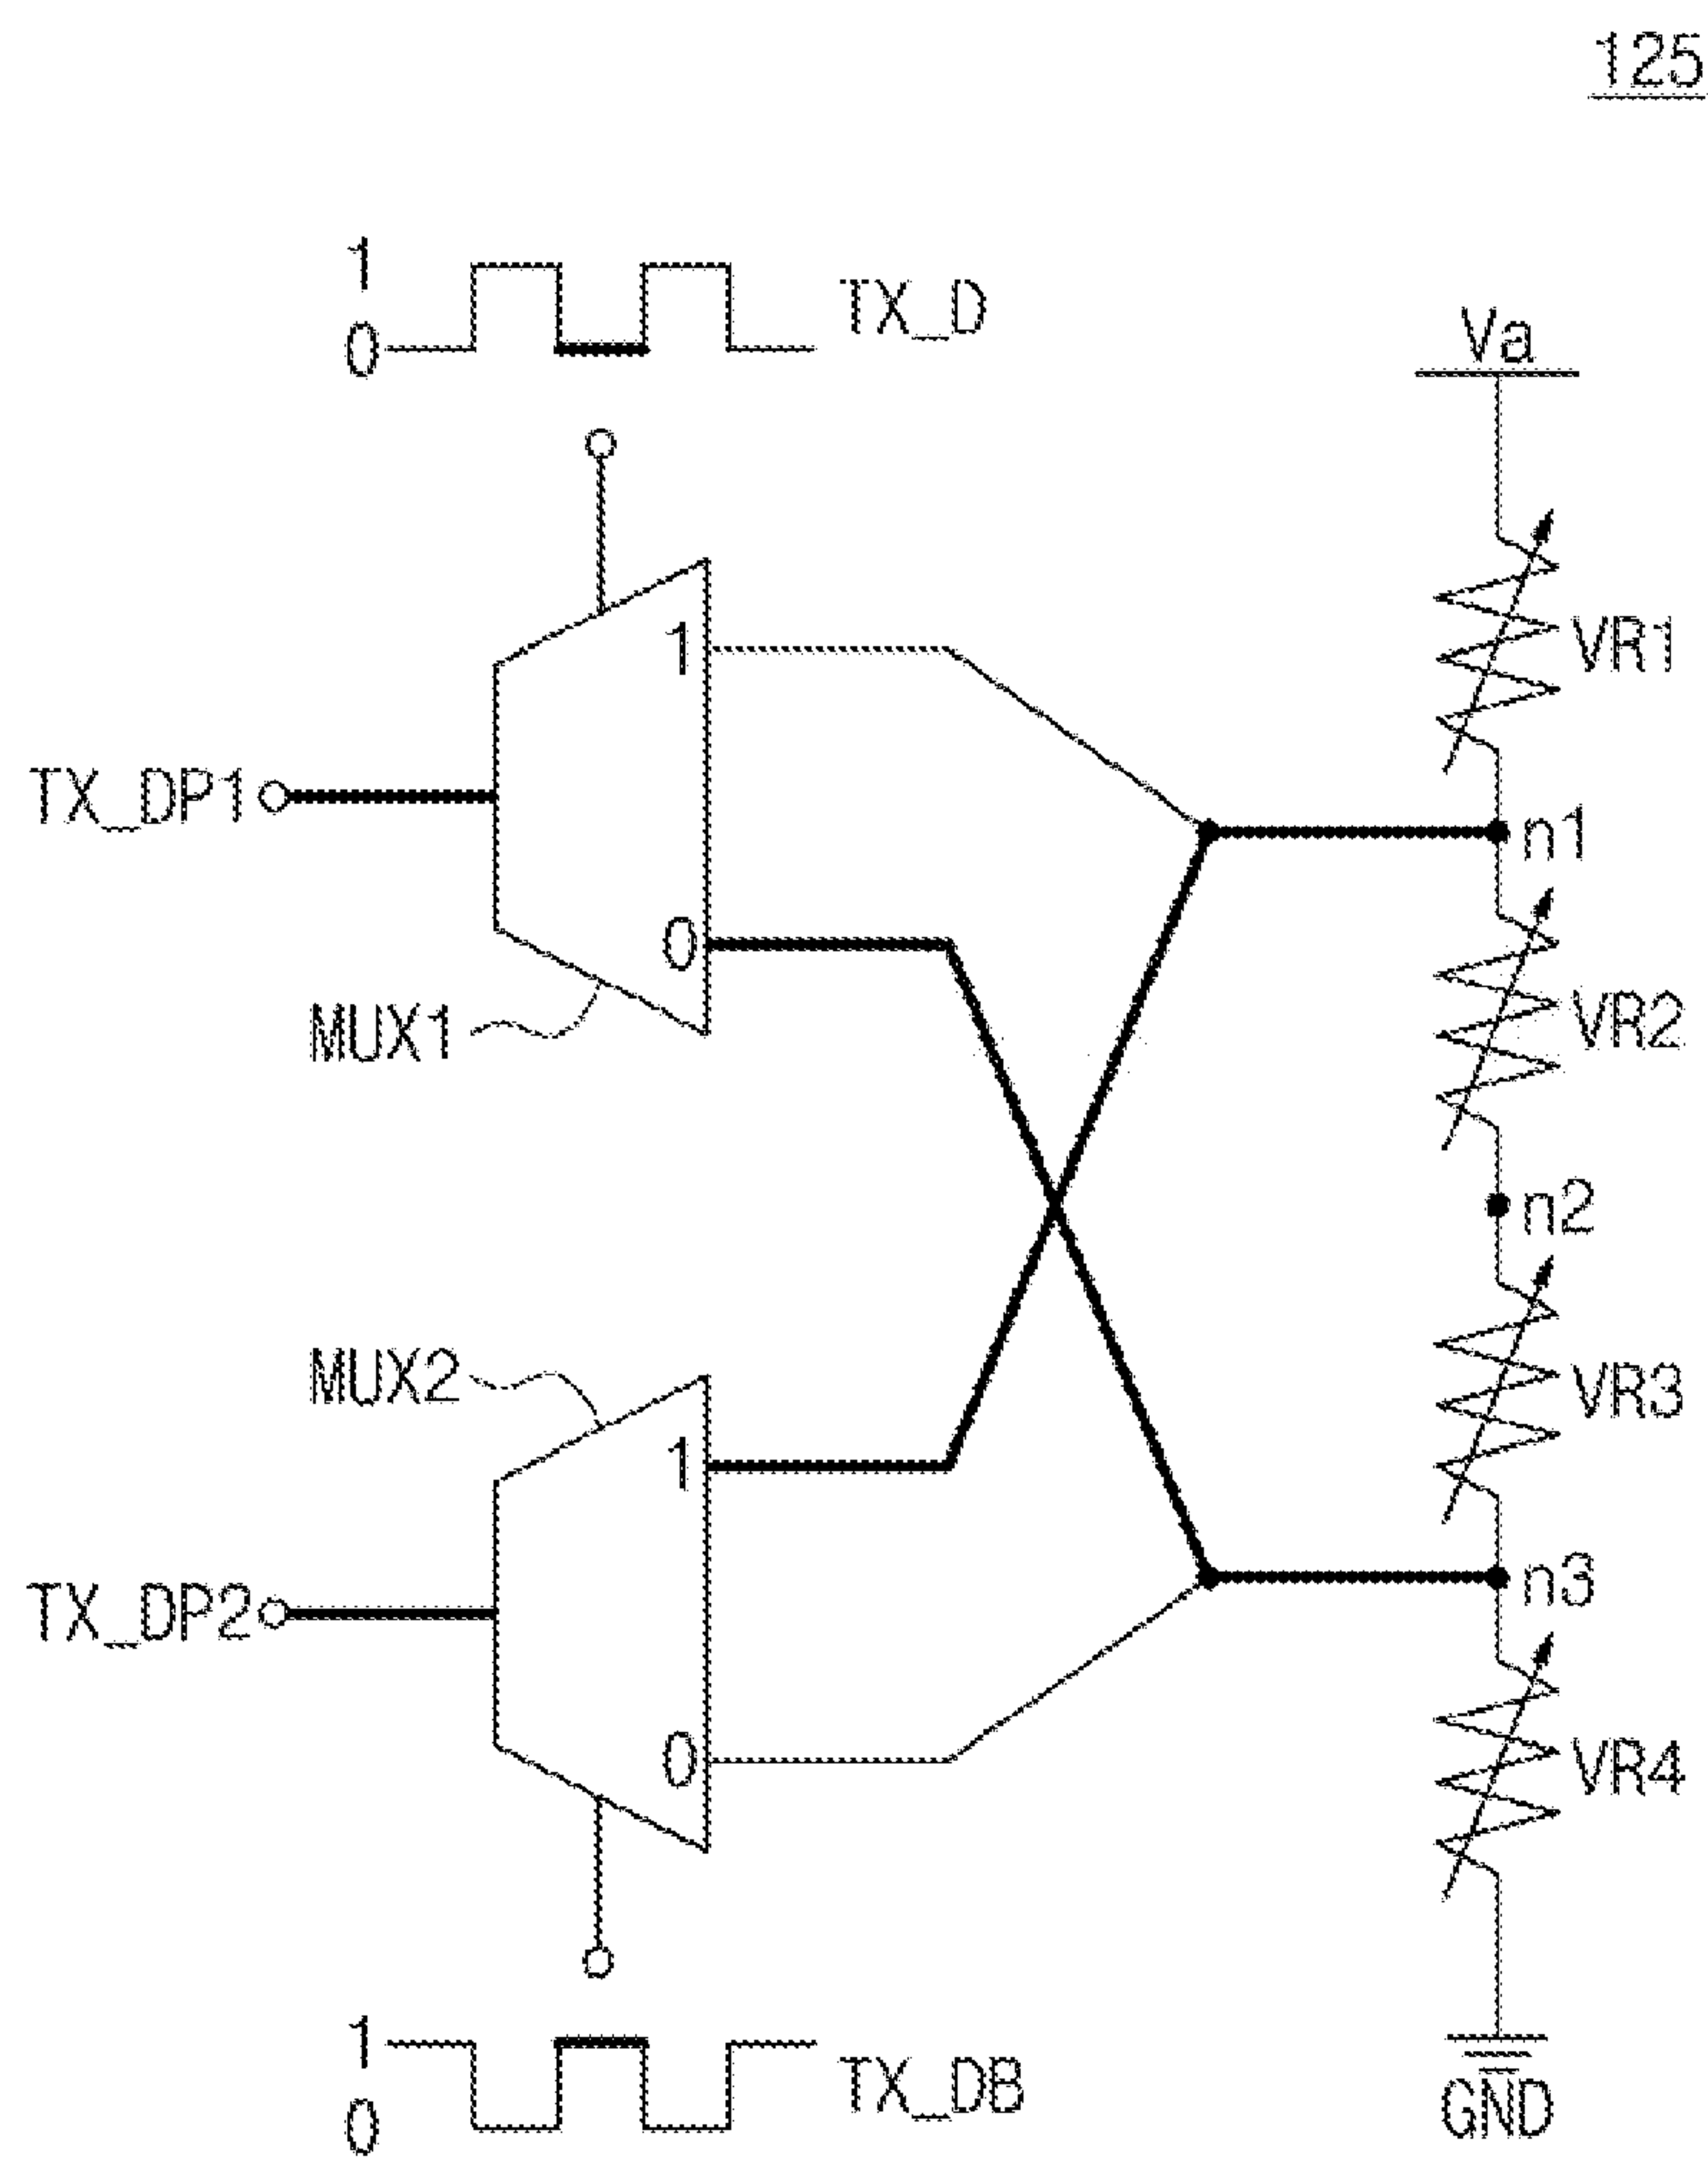 125
1
0
TX_D
Va
1
VR1
TX_DP1
n1
0
MUX1
VR2
n2
MUX2
1
VR3
TX_DP2
n3
0
VR4
1
0
TX_DB
GND